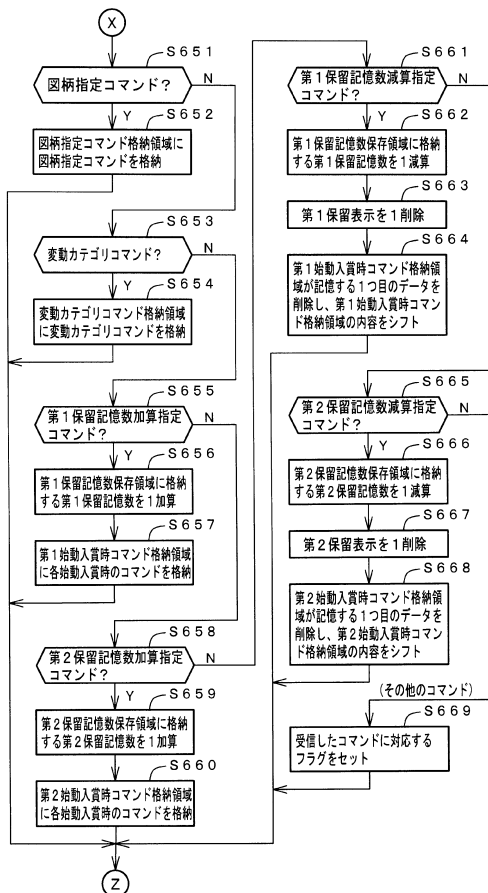 X
S651
図柄指定コマンド?
N
Y
S652
図柄指定コマンド格納領域に
図柄指定コマンドを格納
S653
変動カテゴリコマンド?
N
Y
S654
変動カテゴリコマンド格納領域
に変動カテゴリコマンドを格納
S655
第1保留記憶数加算指定
コマンド?
N
Y
S656
第1保留記憶数保存領域に格納
する第1保留記憶数を1加算
S657
第1始動入賞時コマンド格納領域
に各始動入賞時のコマンドを格納
S658
第2保留記憶数加算指定
コマンド?
N
Y
S659
第2保留記憶数保存領域に格納
する第2保留記憶数を1加算
S660
第2始動入賞時コマンド格納領域
に各始動入賞時のコマンドを格納
Z
S661
第1保留記憶数減算指定
コマンド?
N
Y
S662
第1保留記憶数保存領域に格納
する第1保留記憶数を1減算
S663
第1保留表示を1削除
S664
第1始動入賞時コマンド格納領
域が記憶する1つ目のデータを
削除し、第1始動入賞時コマン
ド格納領域の内容をシフト
S665
第2保留記憶数減算指定
コマンド?
N
Y
S666
第2保留記憶数保存領域に格納
する第2保留記憶数を1減算
S667
第2保留表示を1削除
S668
第2始動入賞時コマンド格納領
域が記憶する1つ目のデータを
削除し、第2始動入賞時コマン
ド格納領域の内容をシフト
(その他のコマンド)
S669
受信したコマンドに対応する
フラグをセット